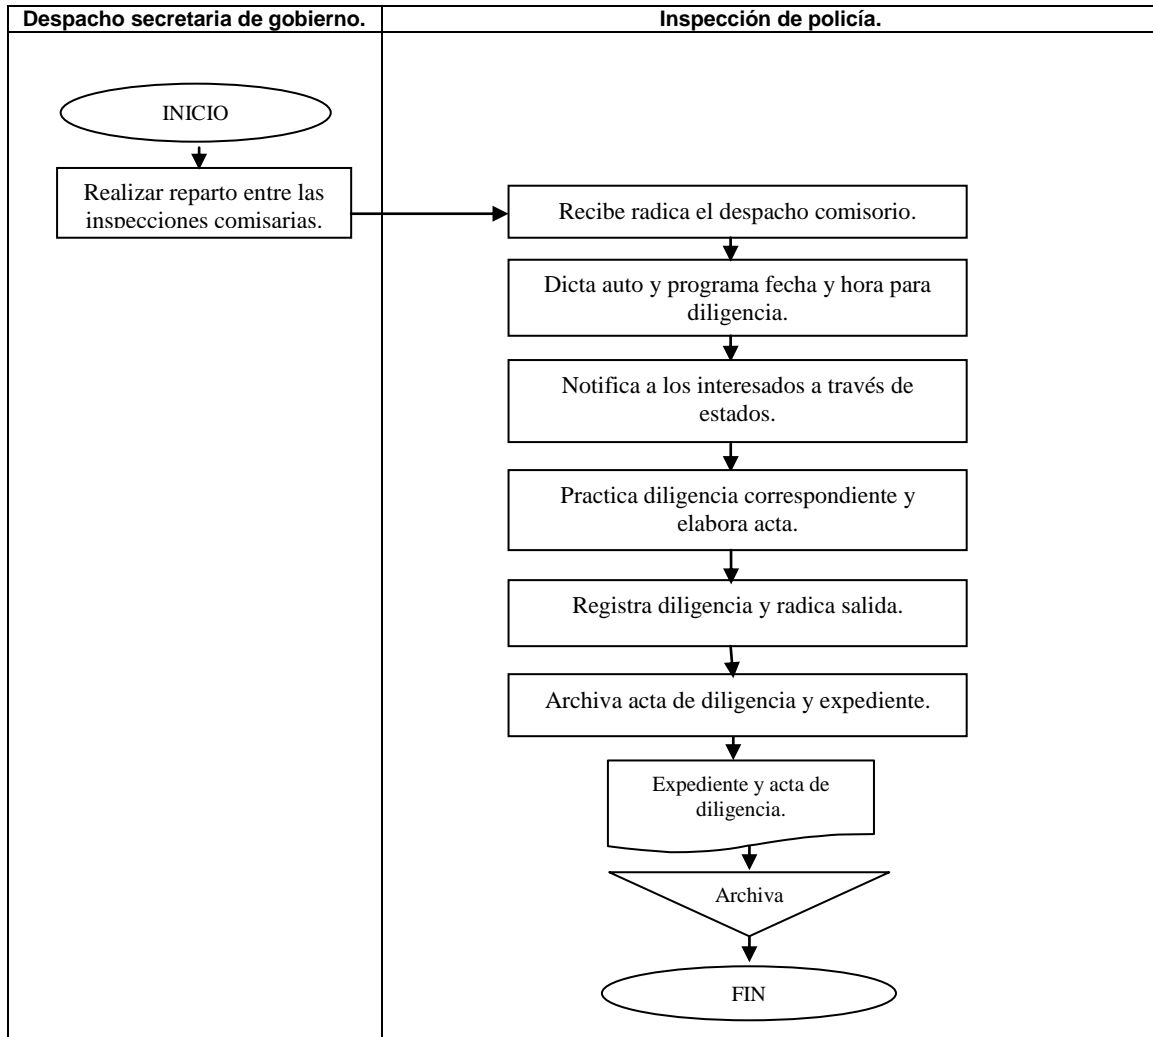 Despacho secretaria de gobierno.
Inspección de policía.
INICIO
Realizar reparto entre las
inspecciones comisarias.
Recibe radica el despacho comisorio.
Dicta auto y programa fecha y hora para
diligencia.
Notifica a los interesados a través de
estados.
Practica diligencia correspondiente y
elabora acta.
Registra diligencia y radica salida.
Archiva acta de diligencia y expediente.
Expediente y acta de
diligencia.
Archiva
FIN